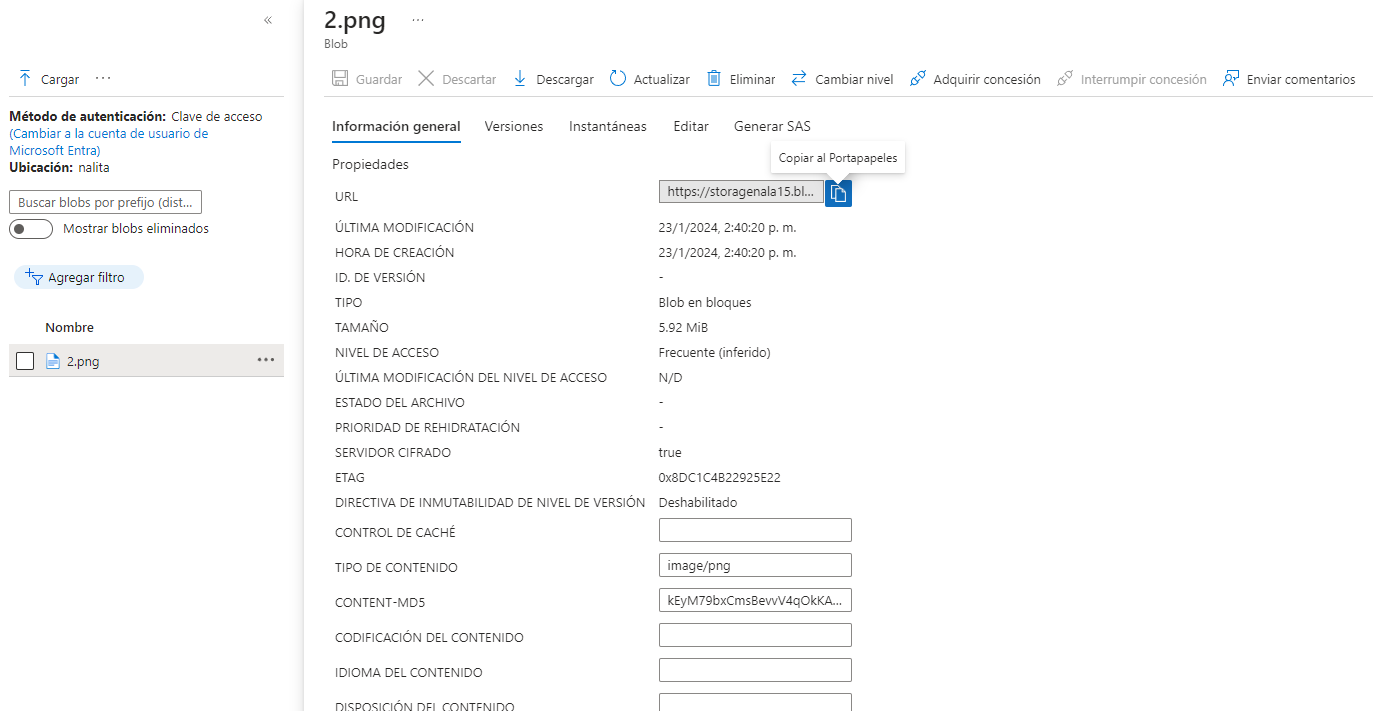 «
Cargar ...
Método de autenticación: Clave de acceso
(Cambiar a la cuenta de usuario de
Microsoft Entra)
Ubicación: nalita
Buscar blobs por prefijo (dist...
Mostrar blobs eliminados
Agregar filtro
Nombre
2.png ...
2.png ...
Blob
Guardar Descartar Descargar Actualizar Eliminar Cambiar nivel Adquirir concesión Interrumpir concesión Enviar comentarios
Información general Versiones Instantáneas Editar Generar SAS
Copiar al Portapapeles
Propiedades
URL https://storagenala15.bl...
ÚLTIMA MODIFICACIÓN 23/1/2024, 2:40:20 p. m.
HORA DE CREACIÓN 23/1/2024, 2:40:20 p. m.
ID. DE VERSIÓN -
TIPO Blob en bloques
TAMAÑO 5.92 MiB
NIVEL DE ACCESO Frecuente (inferido)
ÚLTIMA MODIFICACIÓN DEL NIVEL DE ACCESO N/D
ESTADO DEL ARCHIVO -
PRIORIDAD DE REHIDRATACIÓN -
SERVIDOR CIFRADO true
ETAG 0x8DC1C4B22925E22
DIRECTIVA DE INMUTABILIDAD DE NIVEL DE VERSIÓN Deshabilitado
CONTROL DE CACHÉ
TIPO DE CONTENIDO image/png
CONTENT-MD5 kEyM79bxCmsBevvV4qOkKA...
CODIFICACIÓN DEL CONTENIDO
IDIOMA DEL CONTENIDO
DISPOSICIÓN DEL CONTENIDO